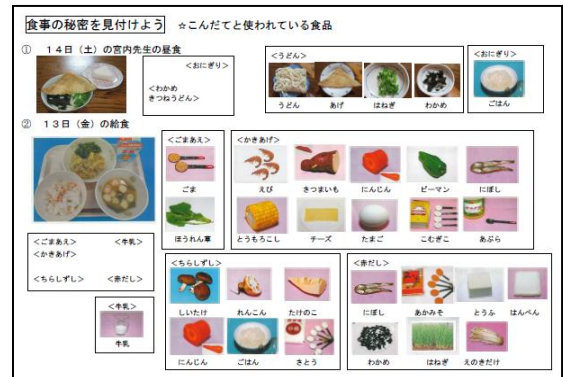 食事の秘密を見付けよう ☆こんだてと使われている食品
① 14日(土)の宮内先生の昼食
<おにぎり>
<わかめ
きつねうどん>
<うどん>
うどん あげ はねぎ わかめ
<おにぎり>
ごはん
② 13日(金)の給食
<ごまあえ> <牛乳>
<かきあげ>
<ちらしずし> <赤だし>
<牛乳>
牛乳
<ごまあえ>
ごま
ほうれん草
<かきあげ>
えび さつまいも にんじん ピーマン にぼし
とうもろこし チーズ たまご こむぎこ あぶら
<ちらしずし>
しいたけ れんこん たけのこ
にんじん ごはん さとう
<赤だし>
にぼし あかみそ とうふ はんぺん
わかめ はねぎ えのきだけ